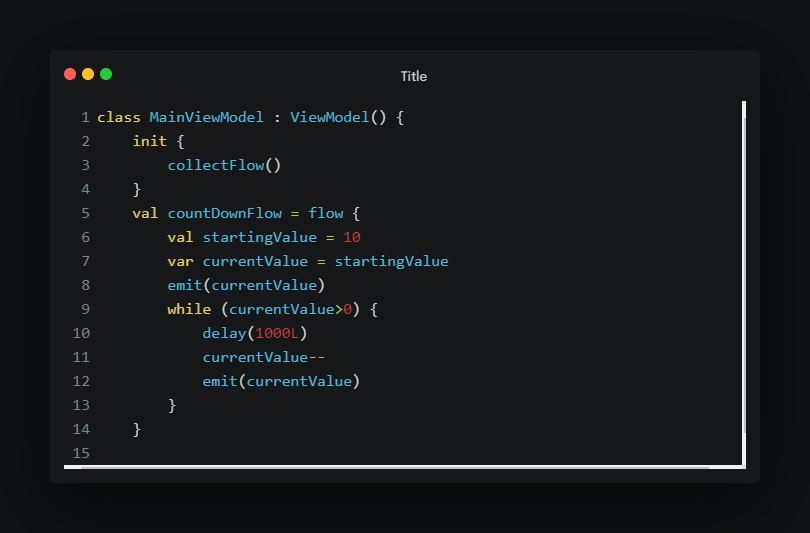 Title
1 class MainViewModel : ViewModel() {
2     init {
3         collectFlow()
4     }
5     val countDownFlow = flow {
6         val startingValue = 10
7         var currentValue = startingValue
8         emit(currentValue)
9         while (currentValue>0) {
10             delay(1000L)
11             currentValue--
12             emit(currentValue)
13         }
14     }
15